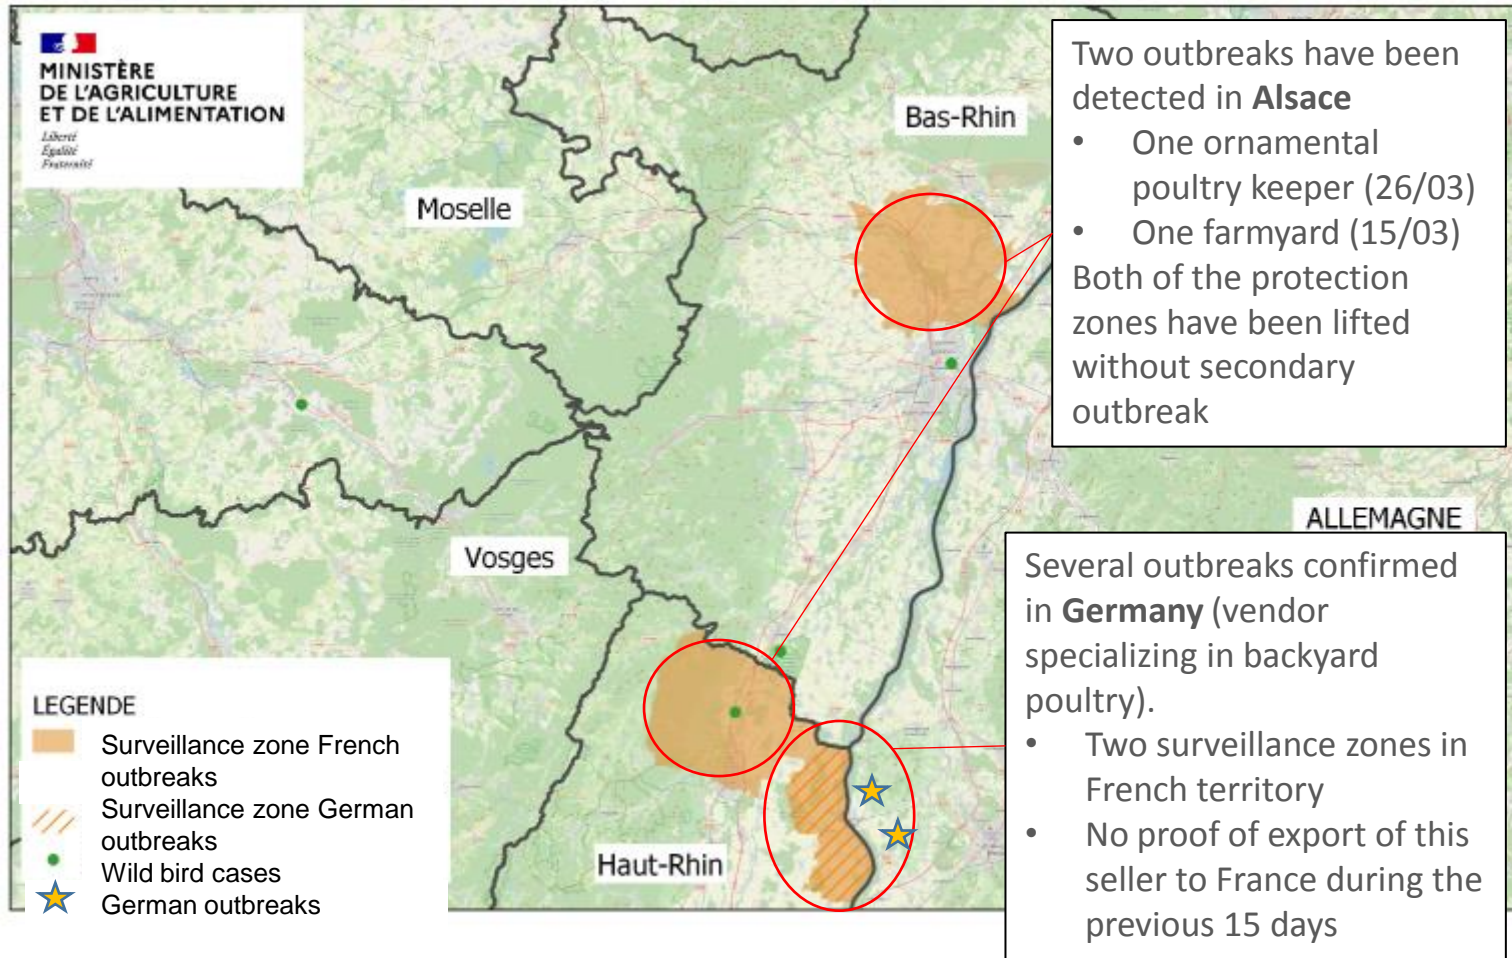 MINISTÈRE
DE L'AGRICULTURE
ET DE L'ALIMENTATION
Liberté
Égalité
Fraternité
Bas-Rhin
Moselle
Vosges
Haut-Rhin
ALLEMAGNE
Two outbreaks have been
detected in Alsace
• One ornamental
poultry keeper (26/03)
• One farmyard (15/03)
Both of the protection
zones have been lifted
without secondary
outbreak
Several outbreaks confirmed
in Germany (vendor
specializing in backyard
poultry).
• Two surveillance zones in
French territory
• No proof of export of this
seller to France during the
previous 15 days
LEGENDE
Surveillance zone French
outbreaks
Surveillance zone German
outbreaks
Wild bird cases
German outbreaks